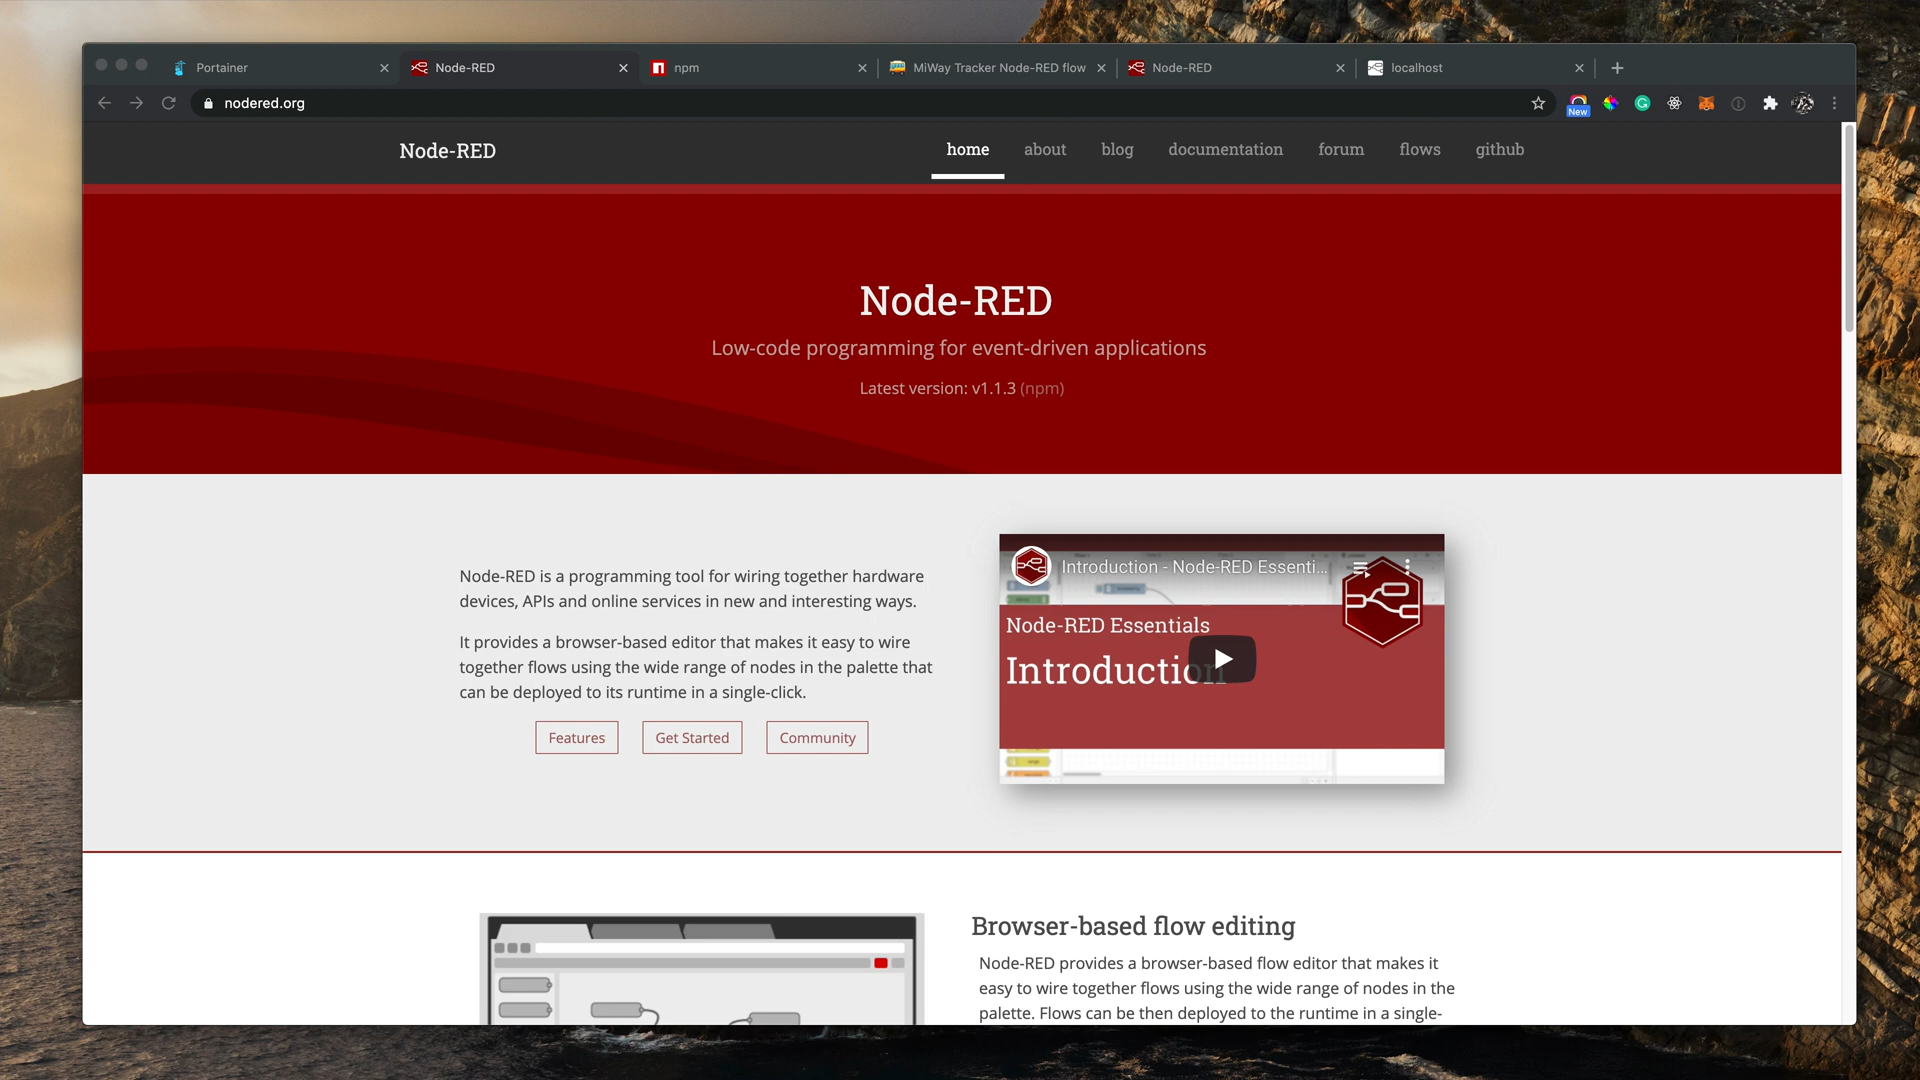 Portainer
Node-RED
npm
MiWay Tracker Node-RED flow
Node-RED
localhost
nodered.org
New
Node-RED
home
about
blog
documentation
forum
flows
github
Node-RED
Low-code programming for event-driven applications
Latest version: v1.1.3 (npm)
Node-RED is a programming tool for wiring together hardware
devices, APIs and online services in new and interesting ways.
It provides a browser-based editor that makes it easy to wire
together flows using the wide range of nodes in the palette that
can be deployed to its runtime in a single-click.
Features
Get Started
Community
Introduction - Node-RED Essenti...
Node-RED Essentials
Introduction
Browser-based flow editing
Node-RED provides a browser-based flow editor that makes it
easy to wire together flows using the wide range of nodes in the
palette. Flows can be then deployed to the runtime in a single-